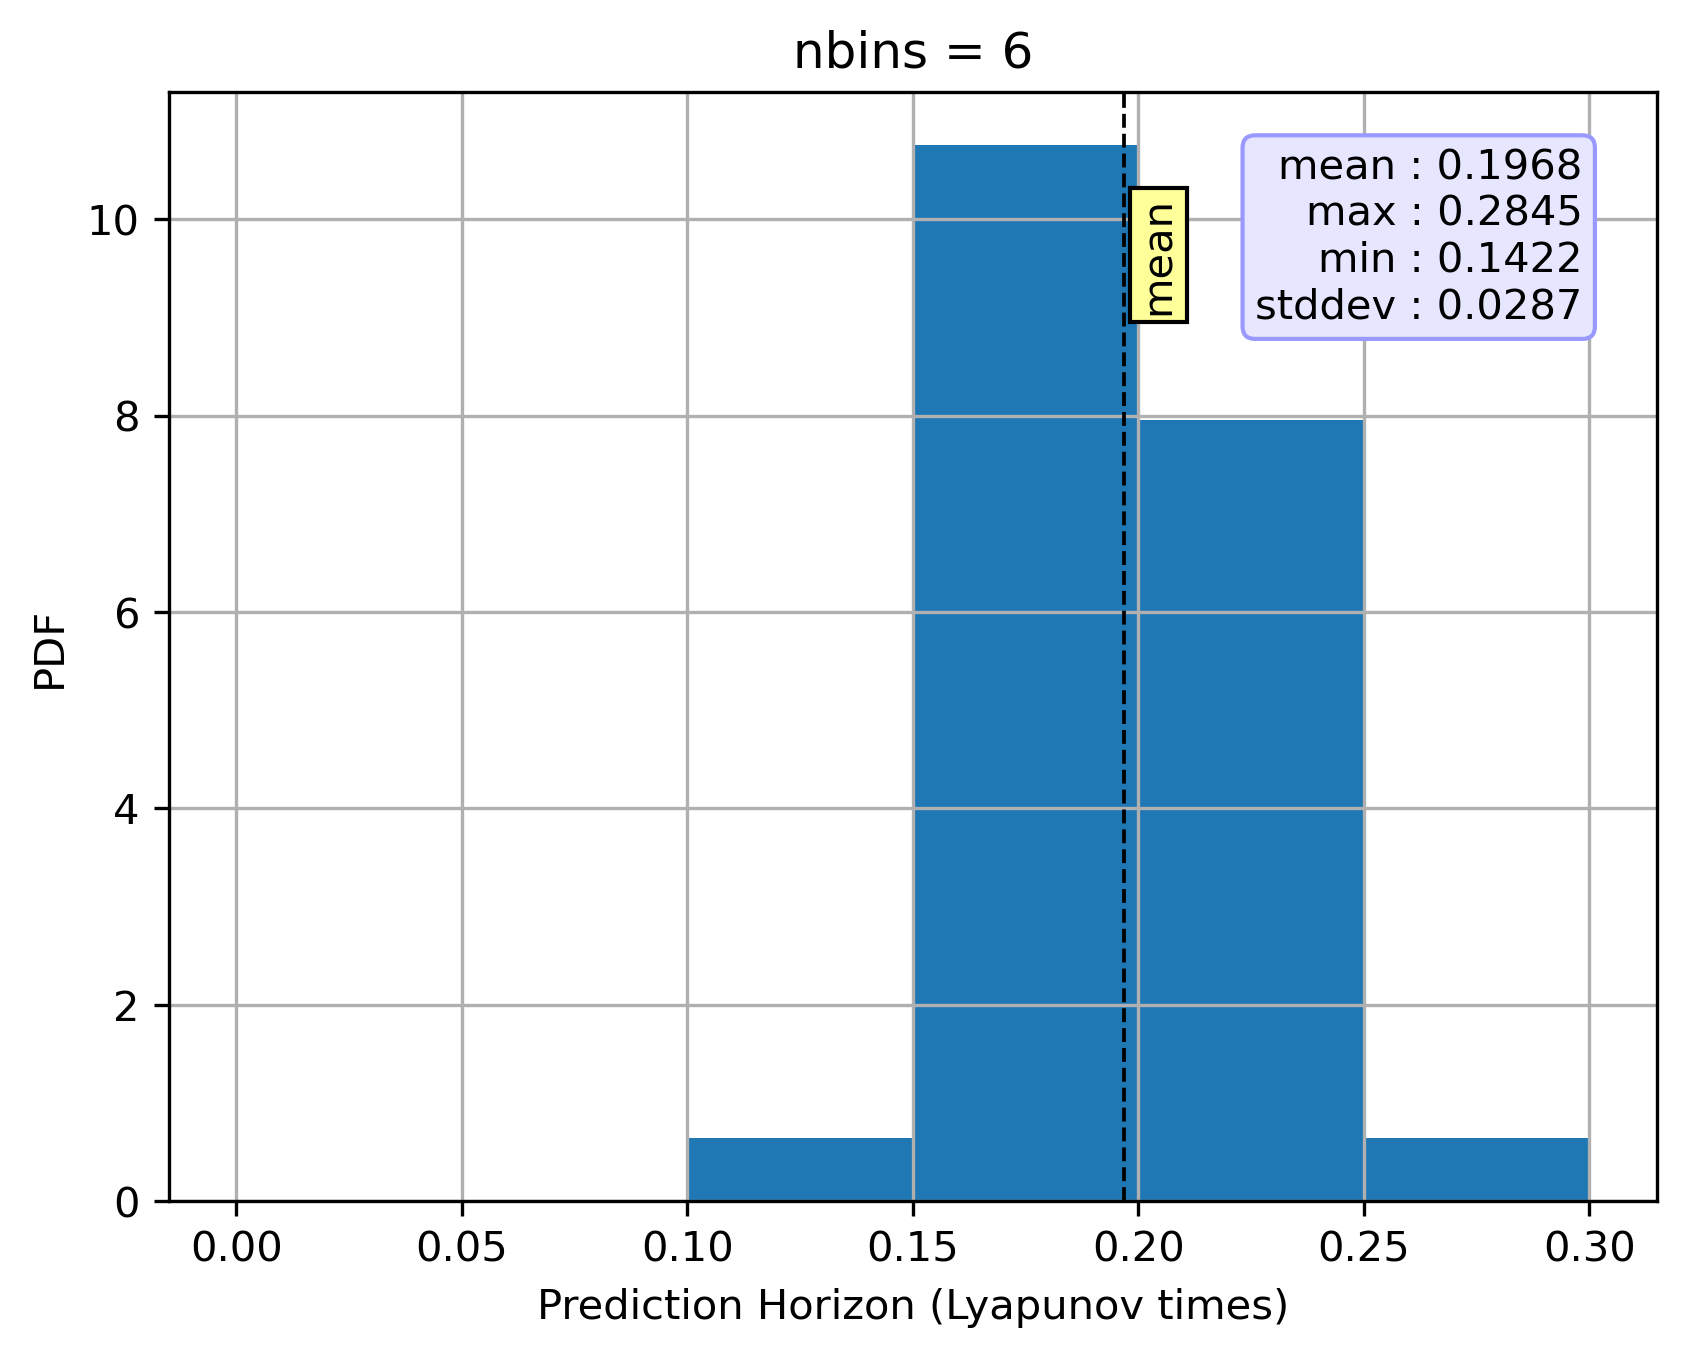 nbins = 6
mean : 0.1968
max : 0.2845
min : 0.1422
stddev : 0.0287
mean
PDF
10
8
6
4
2
0
0.00 0.05 0.10 0.15 0.20 0.25 0.30
Prediction Horizon (Lyapunov times)